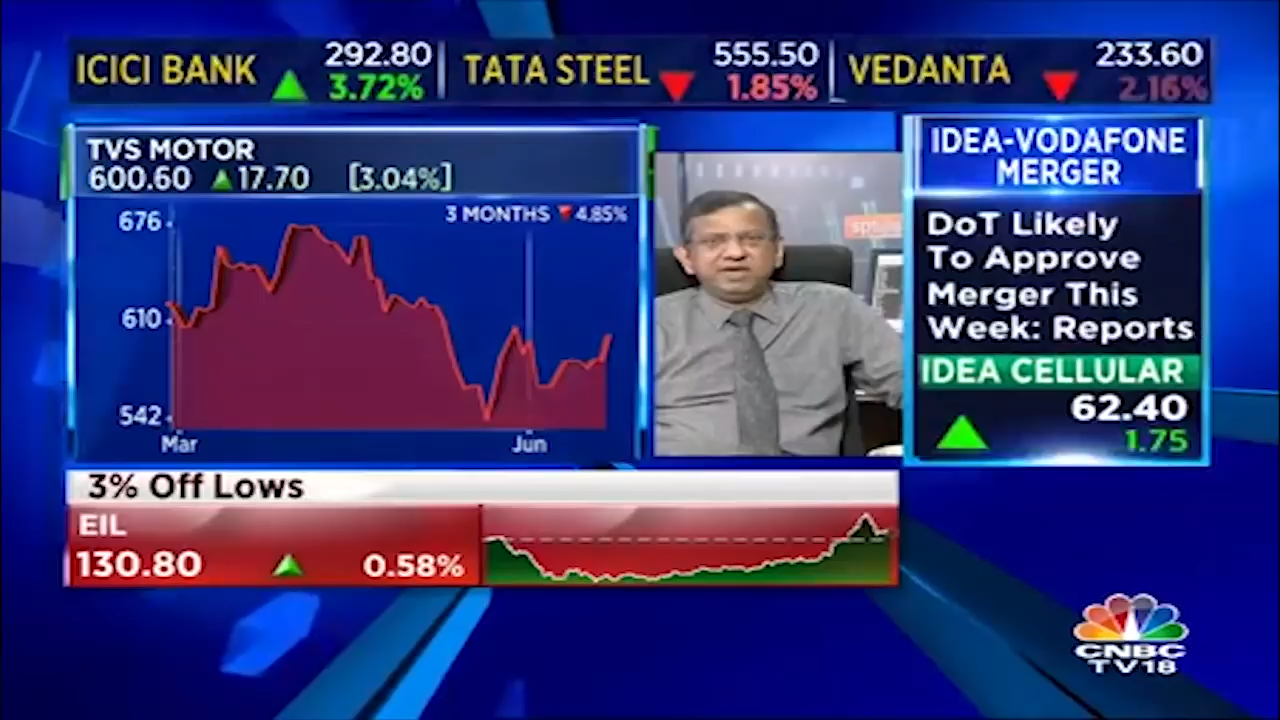 ICICI BANK 292.80 3.72%
TATA STEEL 555.50 1.85%
VEDANTA 233.60 2.16%
TVS MOTOR
600.60 17.70 [3.04%]
3 MONTHS 4.85%
676
610
542
Mar Jun
IDEA-VODAFONE
MERGER
DoT Likely
To Approve
Merger This
Week: Reports
IDEA CELLULAR
62.40
1.75
3% Off Lows
EIL
130.80 0.58%
CNBC
TV18